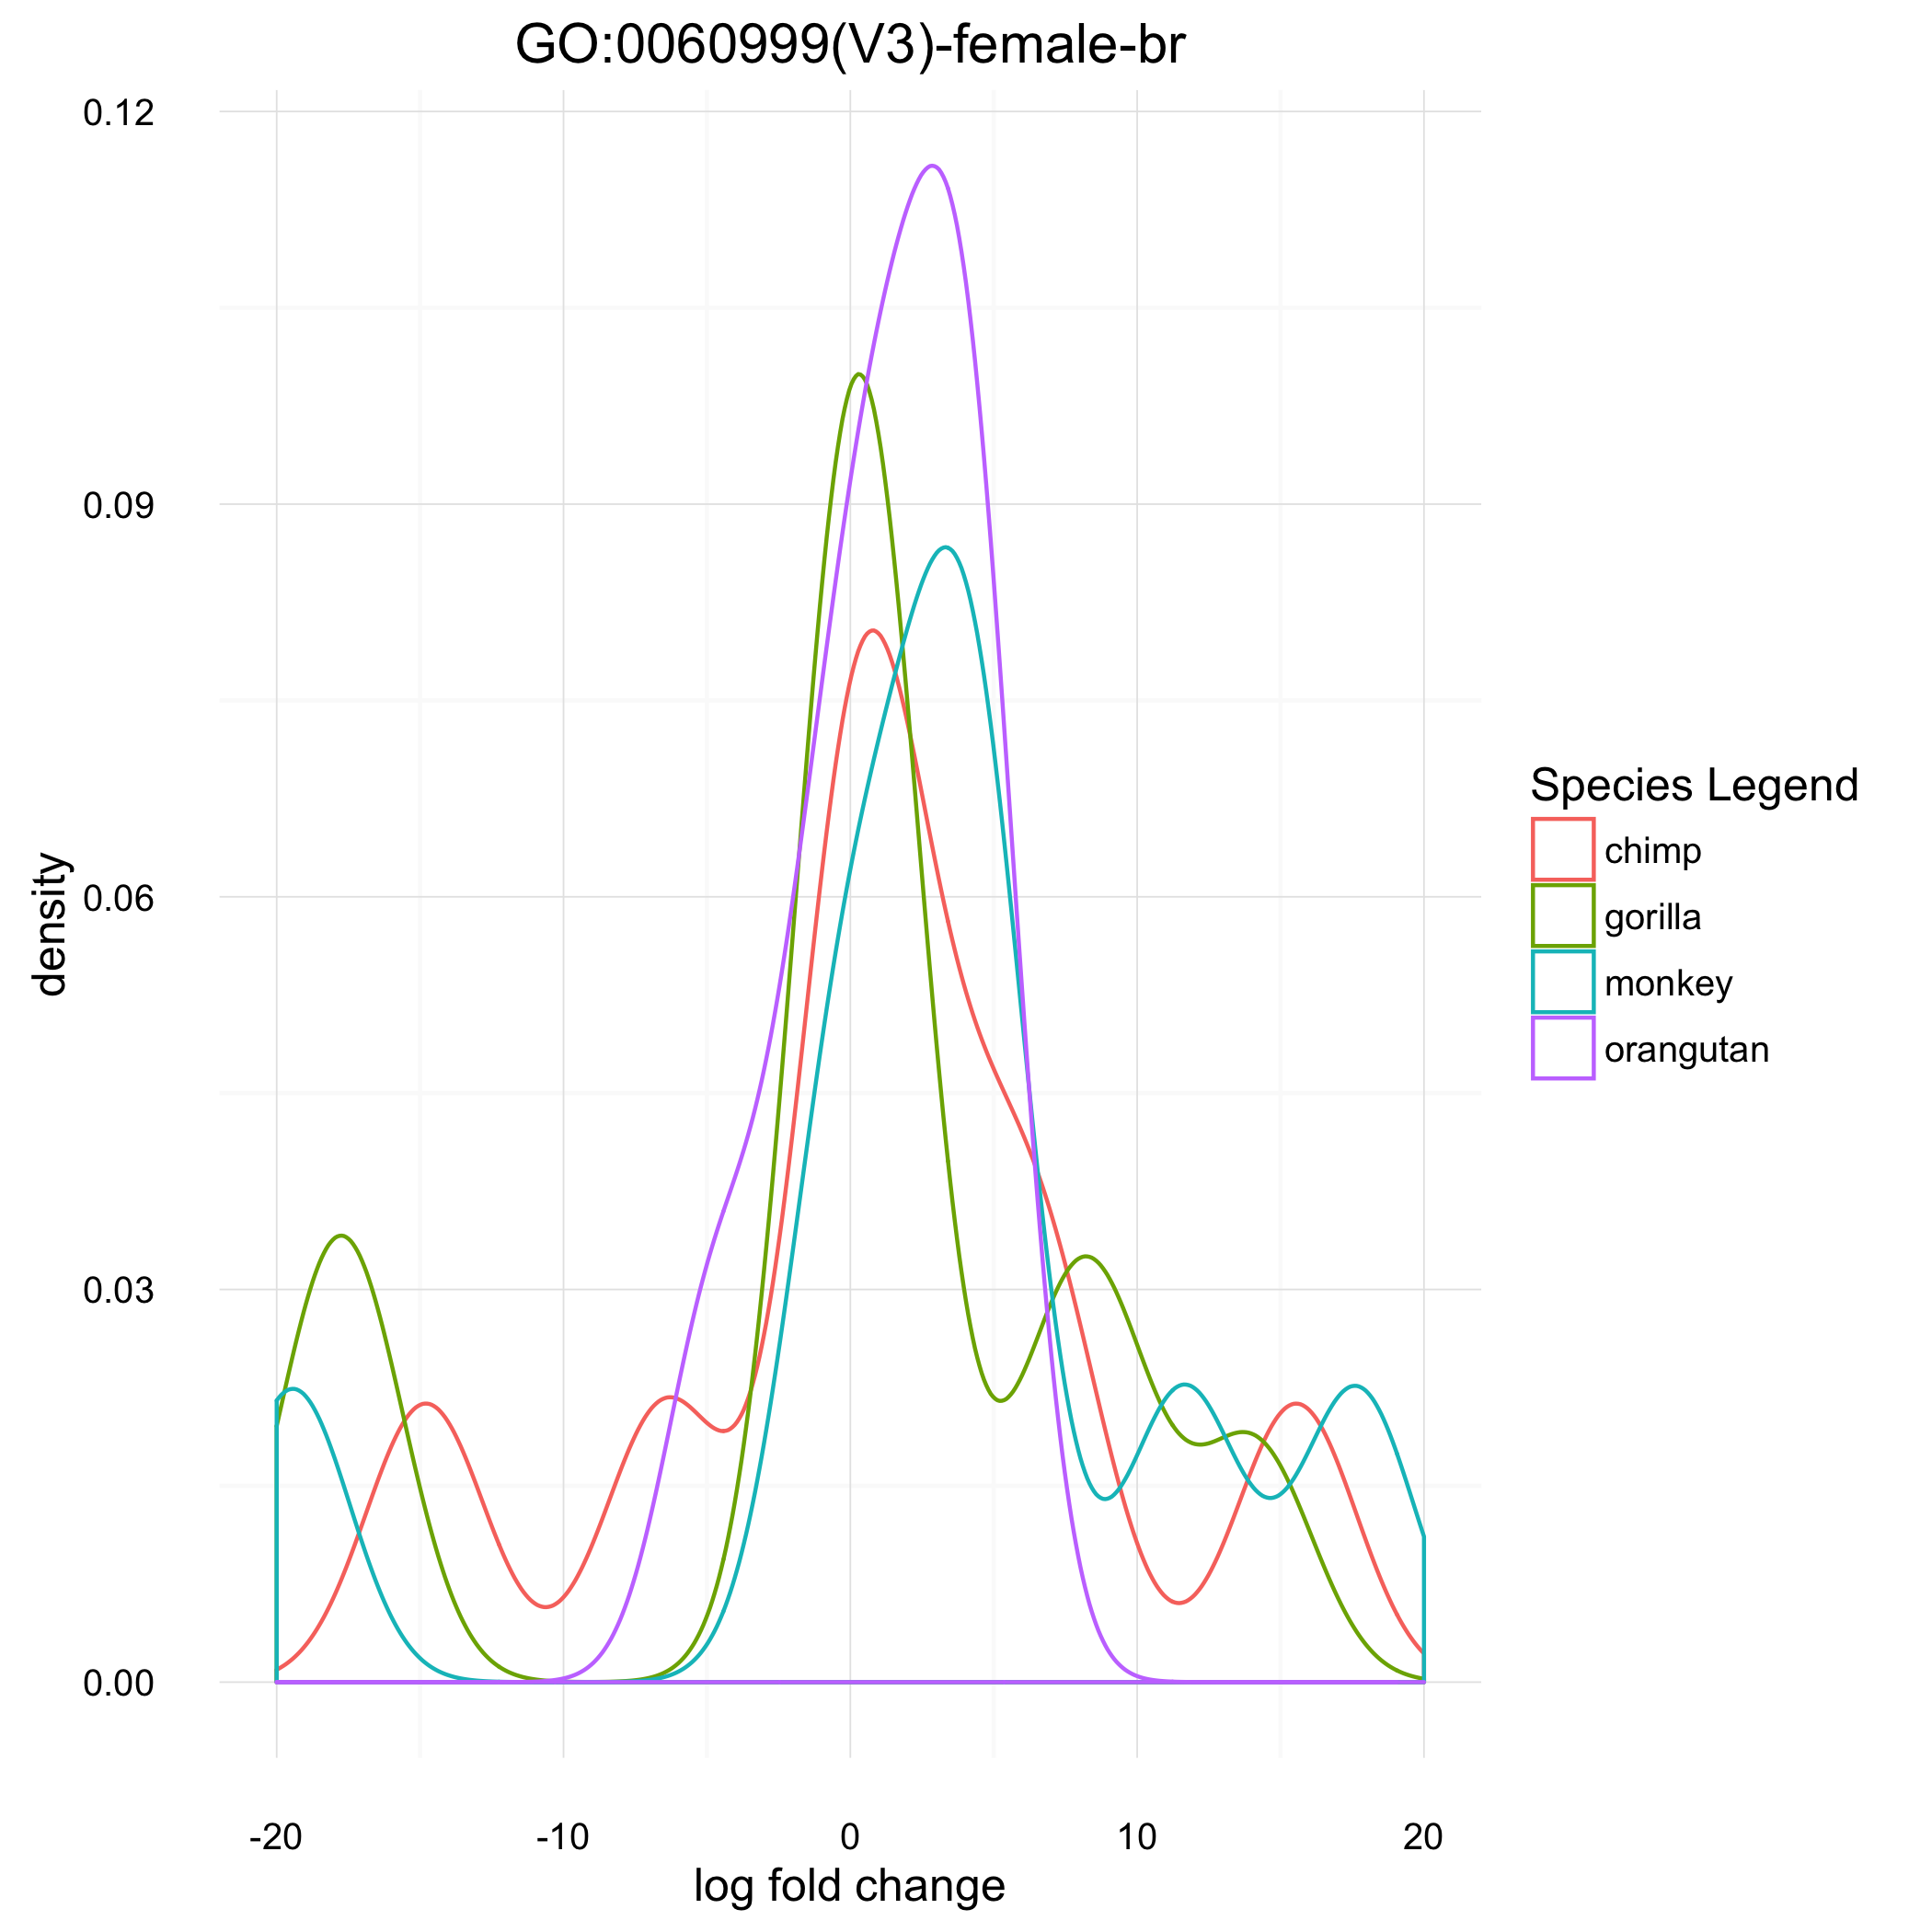 GO:0060999(V3)-female-br
0.12
0.09
0.06
0.03
0.00
density
-20
-10
0
10
20
log fold change
Species Legend
chimp
gorilla
monkey
orangutan